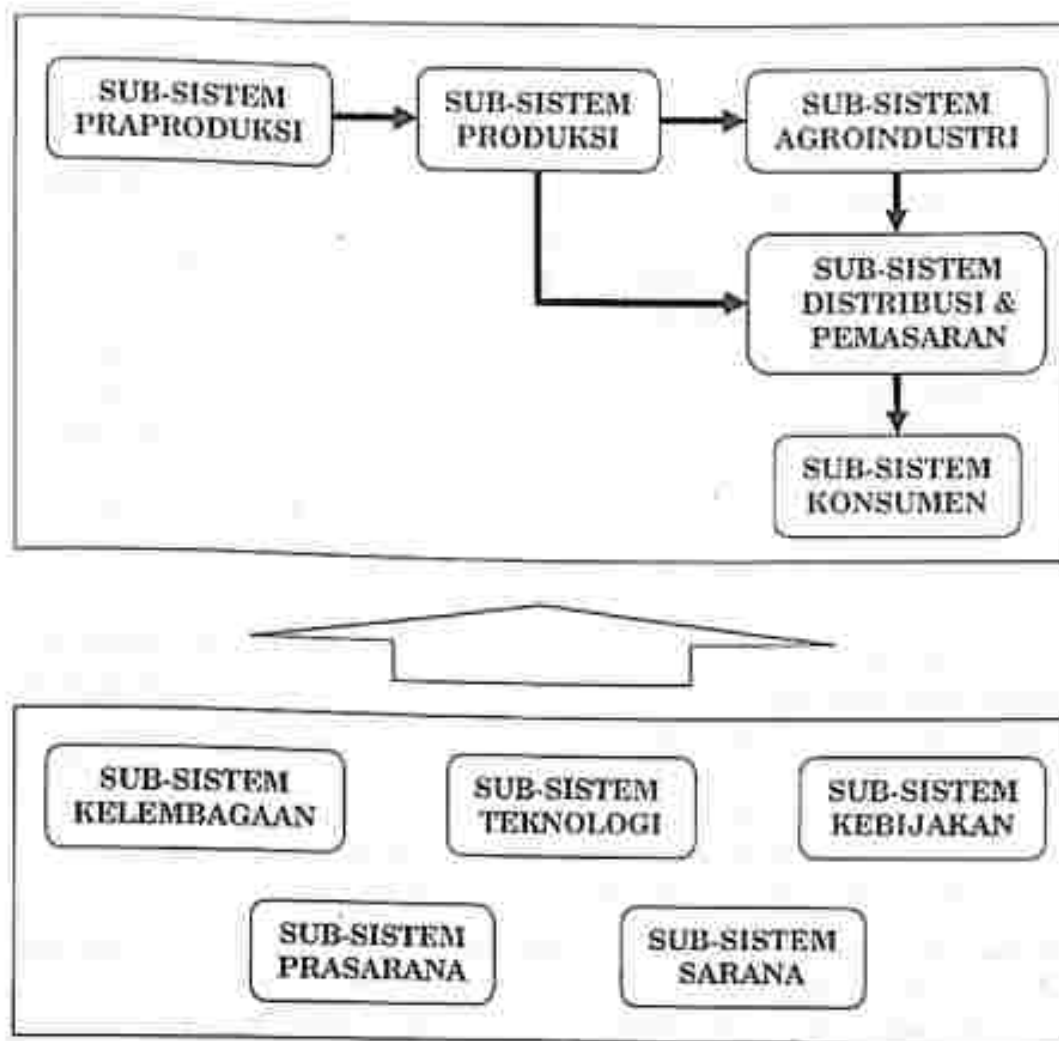 SUB-SISTEM
PRAPRODUKSI
SUB-SISTEM
PRODUKSI
SUB-SISTEM
AGROINDUSTRI
SUB-SISTEM
DISTRIBUSI &
PEMASARAN
SUB-SISTEM
KONSUMEN
SUB-SISTEM
KELEMBAGAAN
SUB-SISTEM
TEKNOLOGI
SUB-SISTEM
KEBIJAKAN
SUB-SISTEM
PRASARANA
SUB-SISTEM
SARANA